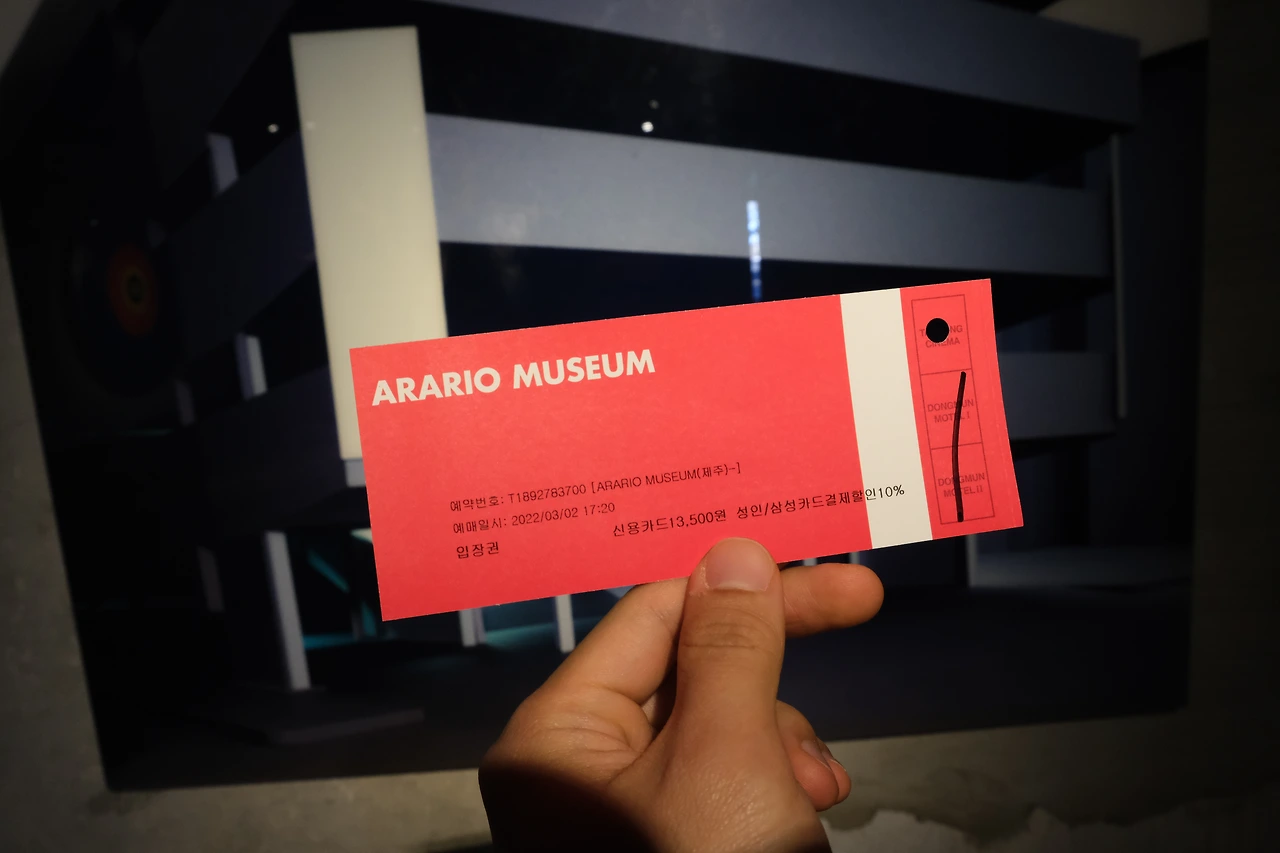 ARARIO MUSEUM
예약번호: T1892783700 [ARARIO MUSEUM(제주)-]
예매일시: 2022/03/02 17:20
신용카드13,500원 성인/삼성카드결제할인10%
입장권
CINEMA
DONGMUN
MOTEL I
DONGMUN
MOTEL II